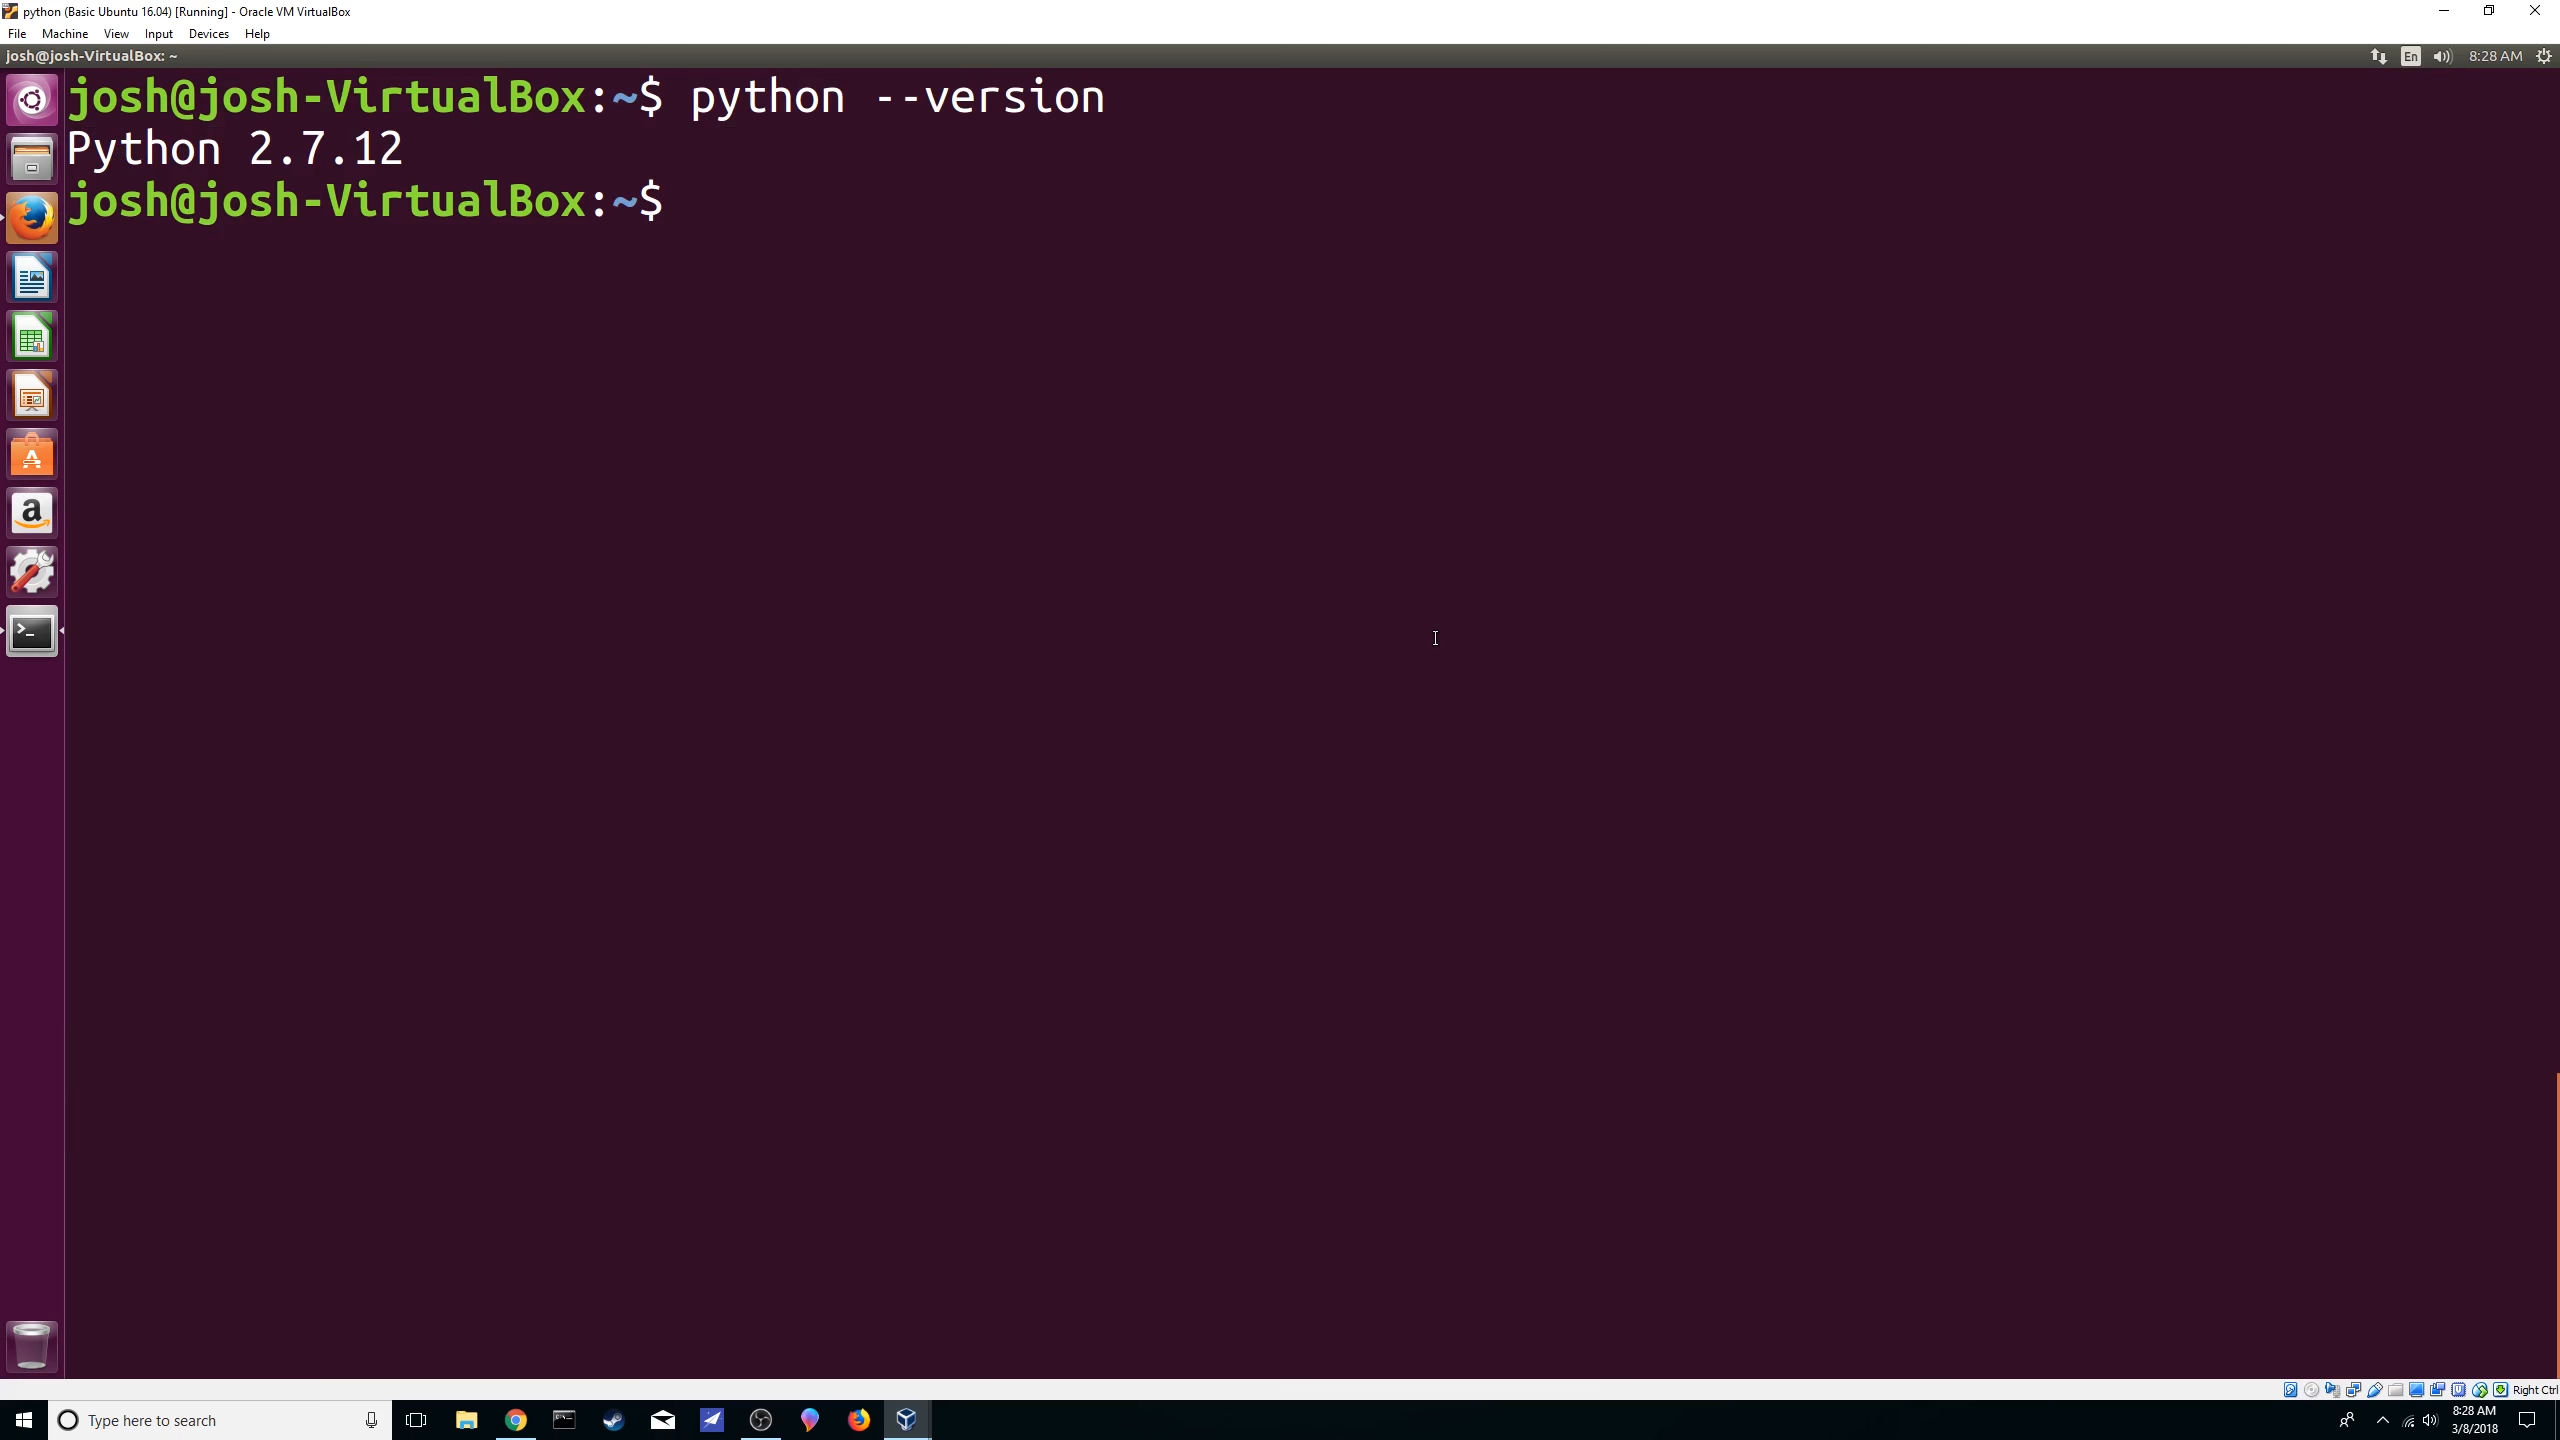 python (Basic Ubuntu 16.04) [Running] - Oracle VM VirtualBox
File Machine View Input Devices Help
josh@josh-VirtualBox: ~ En 8:28 AM
josh@josh-VirtualBox:~$ python --version
Python 2.7.12
josh@josh-VirtualBox:~$
Right Ctrl
Type here to search
8:28 AM
3/8/2018